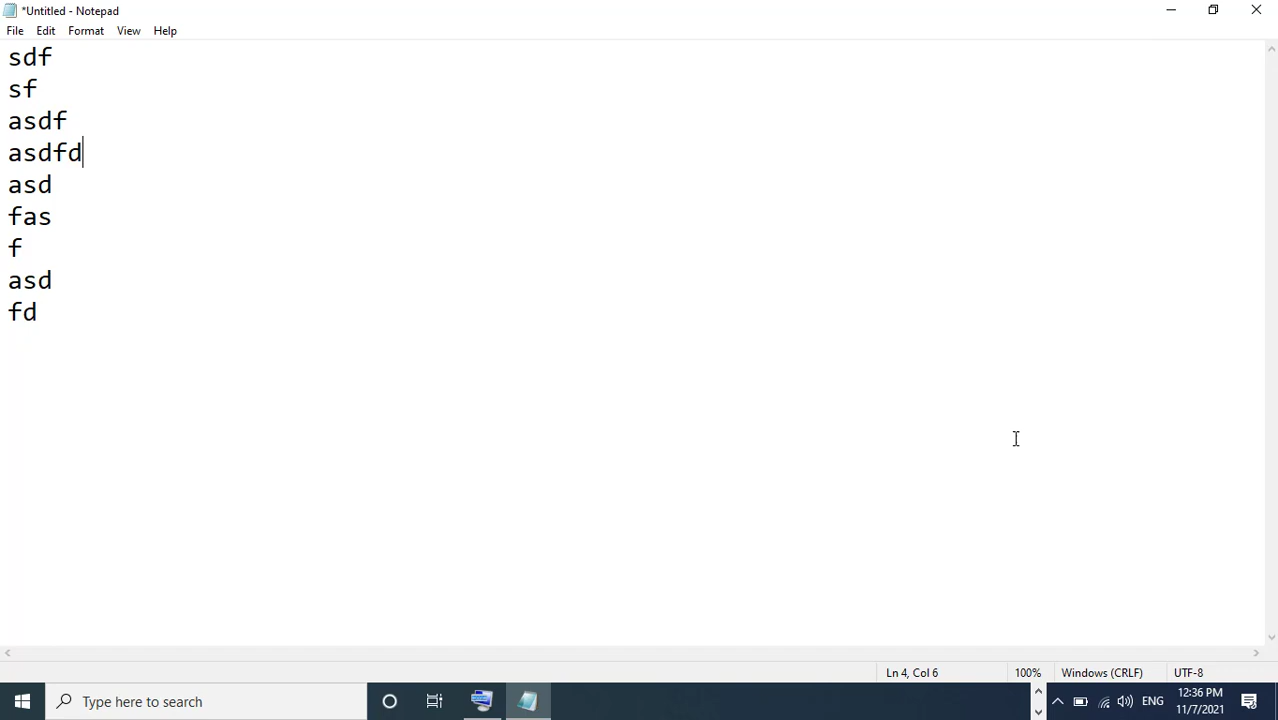 *Untitled - Notepad
File Edit Format View Help
sdf
sf
asdf
asdfd
asd
fas
f
asd
fd
Ln 4, Col 6 100% Windows (CRLF) UTF-8
Type here to search ENG 12:36 PM
11/7/2021